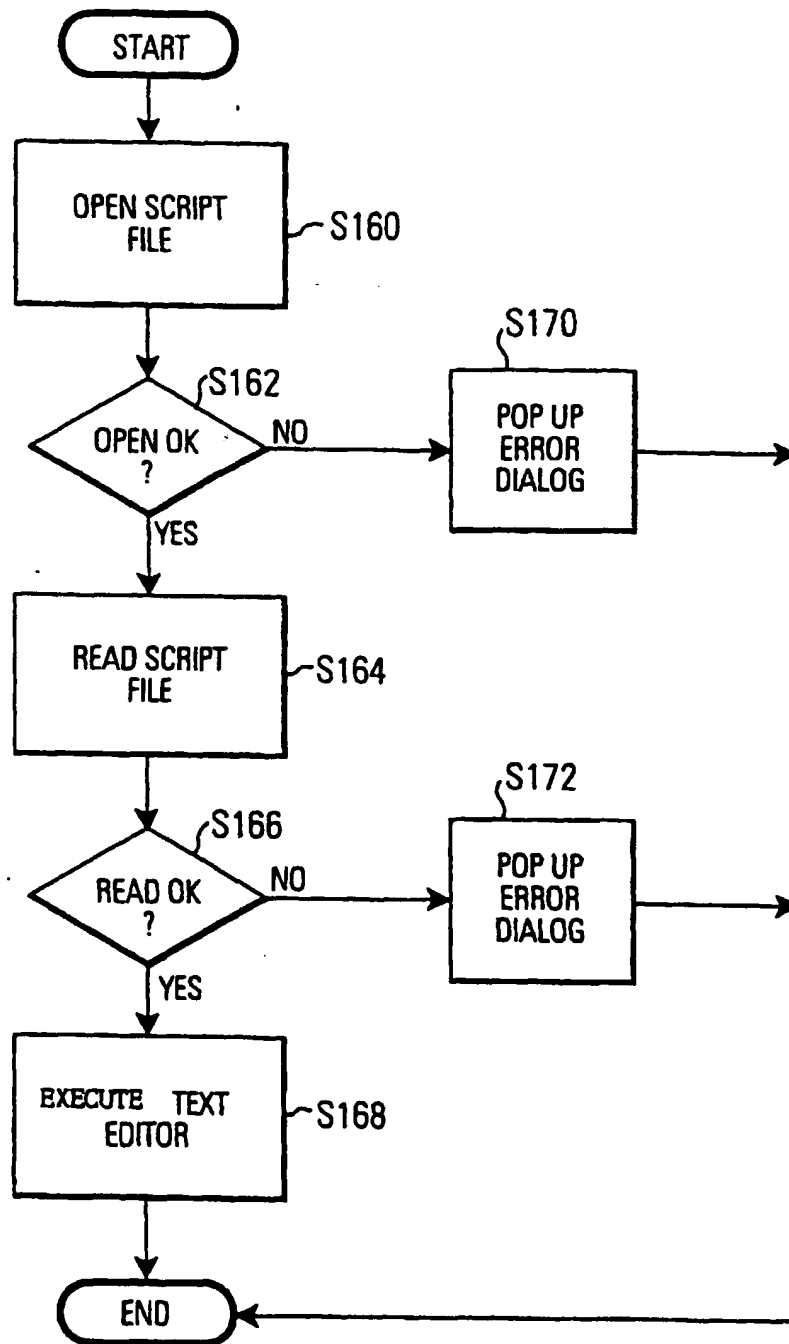 START
OPEN SCRIPT
FILE
S160
S162
OPEN OK
?
NO
YES
S170
POP UP
ERROR
DIALOG
READ SCRIPT
FILE
S164
S166
READ OK
?
NO
YES
S172
POP UP
ERROR
DIALOG
EXECUTE TEXT
EDITOR
S168
END